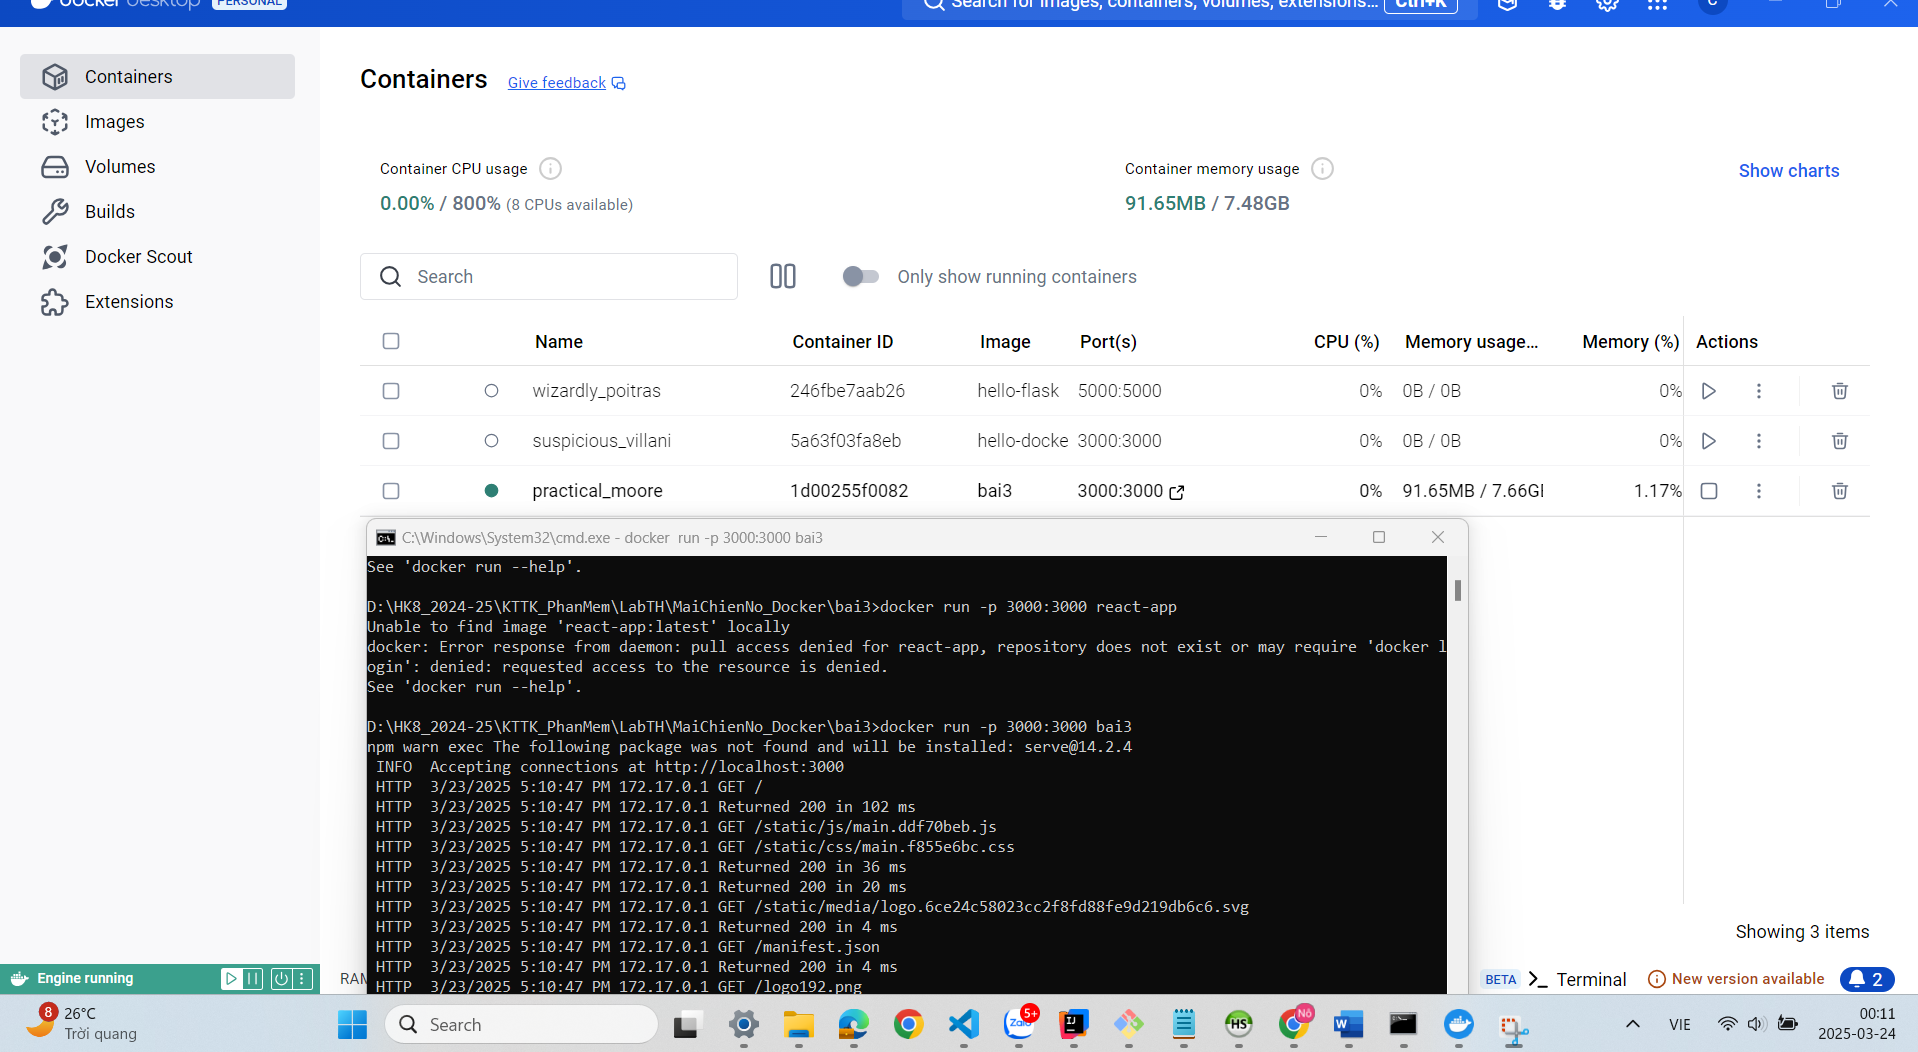 docker desktop PERSONAL
Search for images, containers, volumes, extensions... Ctrl+K
C
Containers
Images
Volumes
Builds
Docker Scout
Extensions
Containers Give feedback
Container CPU usage
0.00% / 800% (8 CPUs available)
Container memory usage
91.65MB / 7.48GB
Show charts
Search
Only show running containers
Name Container ID Image Port(s) CPU (%) Memory usage... Memory (%) Actions
wizardly_poitras 246fbe7aab26 hello-flask 5000:5000 0% 0B / 0B 0%
suspicious_villani 5a63f03fa8eb hello-docke 3000:3000 0% 0B / 0B 0%
practical_moore 1d00255f0082 bai3 3000:3000 0% 91.65MB / 7.66GI 1.17%
C:\Windows\System32\cmd.exe - docker  run -p 3000:3000 bai3
See 'docker run --help'.
D:\HK8_2024-25\KTTK_PhanMem\LabTH\MaiChienNo_Docker\bai3>docker run -p 3000:3000 react-app
Unable to find image 'react-app:latest' locally
docker: Error response from daemon: pull access denied for react-app, repository does not exist or may require 'docker l
ogin': denied: requested access to the resource is denied.
See 'docker run --help'.
D:\HK8_2024-25\KTTK_PhanMem\LabTH\MaiChienNo_Docker\bai3>docker run -p 3000:3000 bai3
npm warn exec The following package was not found and will be installed: serve@14.2.4
INFO  Accepting connections at http://localhost:3000
HTTP  3/23/2025 5:10:47 PM 172.17.0.1 GET /
HTTP  3/23/2025 5:10:47 PM 172.17.0.1 Returned 200 in 102 ms
HTTP  3/23/2025 5:10:47 PM 172.17.0.1 GET /static/js/main.ddf70beb.js
HTTP  3/23/2025 5:10:47 PM 172.17.0.1 GET /static/css/main.f855e6bc.css
HTTP  3/23/2025 5:10:47 PM 172.17.0.1 Returned 200 in 36 ms
HTTP  3/23/2025 5:10:47 PM 172.17.0.1 Returned 200 in 20 ms
HTTP  3/23/2025 5:10:47 PM 172.17.0.1 GET /static/media/logo.6ce24c58023cc2f8fd88fe9d219db6c6.svg
HTTP  3/23/2025 5:10:47 PM 172.17.0.1 Returned 200 in 4 ms
HTTP  3/23/2025 5:10:47 PM 172.17.0.1 GET /manifest.json
HTTP  3/23/2025 5:10:47 PM 172.17.0.1 Returned 200 in 4 ms
HTTP  3/23/2025 5:10:47 PM 172.17.0.1 GET /logo192.png
Showing 3 items
Engine running
RAM
BETA Terminal New version available 2
8 26°C
Trời quang
Search
Zalo 5+
IJ
HS
Nô
W
VIE
00:11
2025-03-24